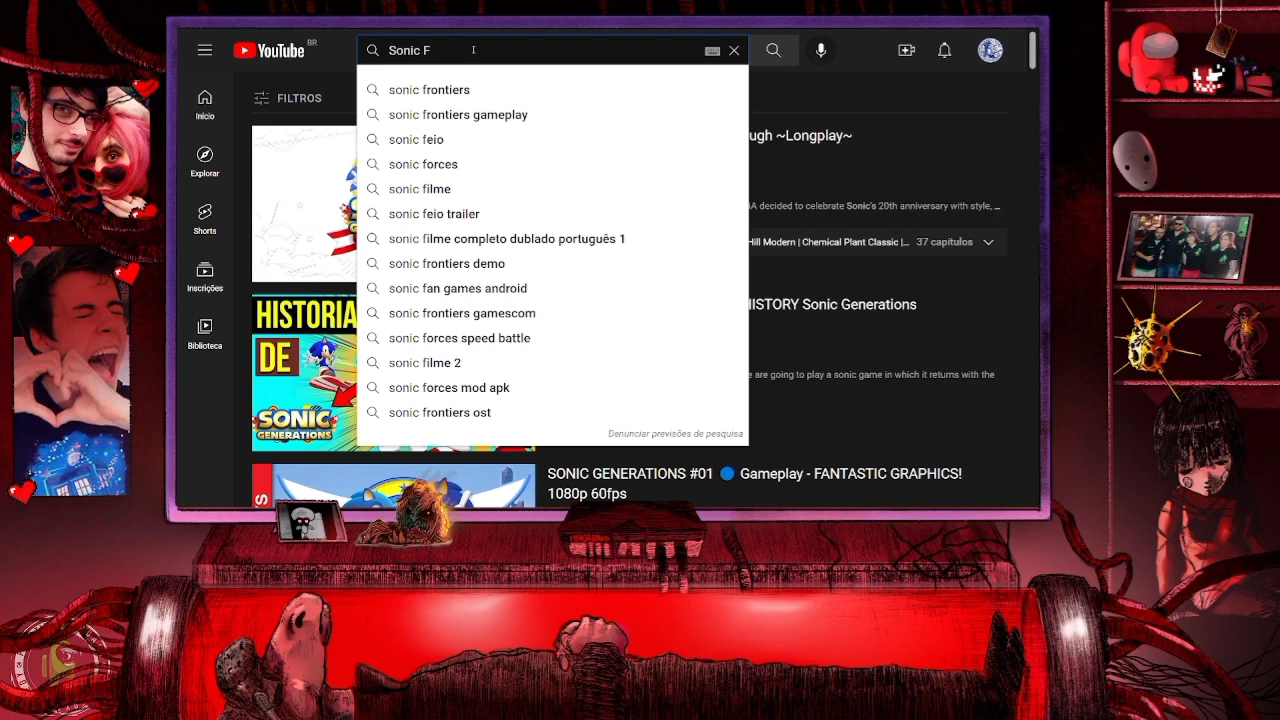 YouTube BR
Sonic F
Início
Explorar
Shorts
Inscrições
Biblioteca
FILTROS
sonic frontiers
sonic frontiers gameplay
sonic feio
sonic forces
sonic filme
sonic feio trailer
sonic filme completo dublado português 1
sonic frontiers demo
sonic fan games android
sonic frontiers gamescom
sonic forces speed battle
sonic filme 2
sonic forces mod apk
sonic frontiers ost
Denunciar previsões de pesquisa
ugh ~Longplay~
decided to celebrate Sonic's 20th anniversary with style, ...
Hill Modern | Chemical Plant Classic |... 37 capítulos
HISTORY Sonic Generations
e are going to play a sonic game in which it returns with the
HISTORIA
DE
SONIC
GENERATIONS
SONIC GENERATIONS #01 🔵 Gameplay - FANTASTIC GRAPHICS!
1080p 60fps